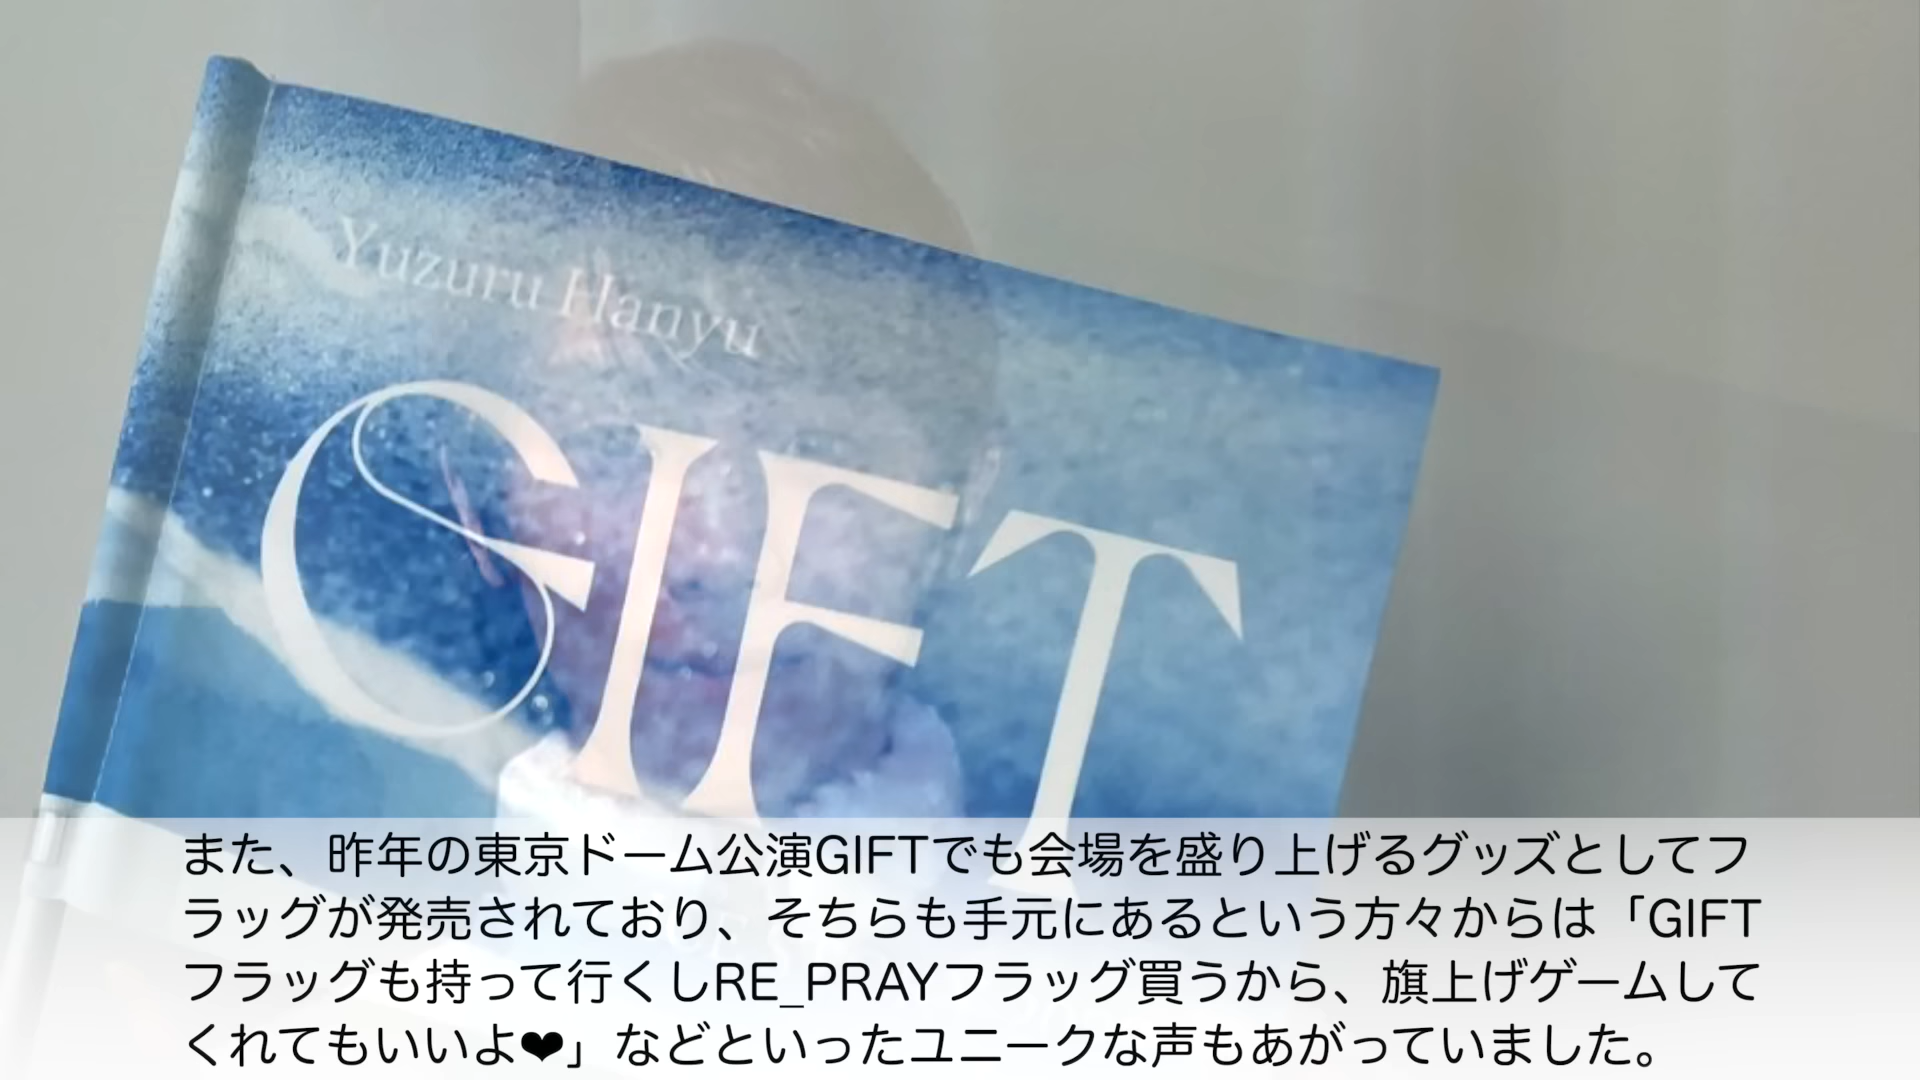 Yuzuru Hanyu
GIFT
また、昨年の東京ドーム公演GIFTでも会場を盛り上げるグッズとしてフ
ラッグが発売されており、そちらも手元にあるという方々からは「GIFT
フラッグも持って行くしRE_PRAYフラッグ買うから、旗上げゲームして
くれてもいいよ❤」などといったユニークな声もあがっていました。